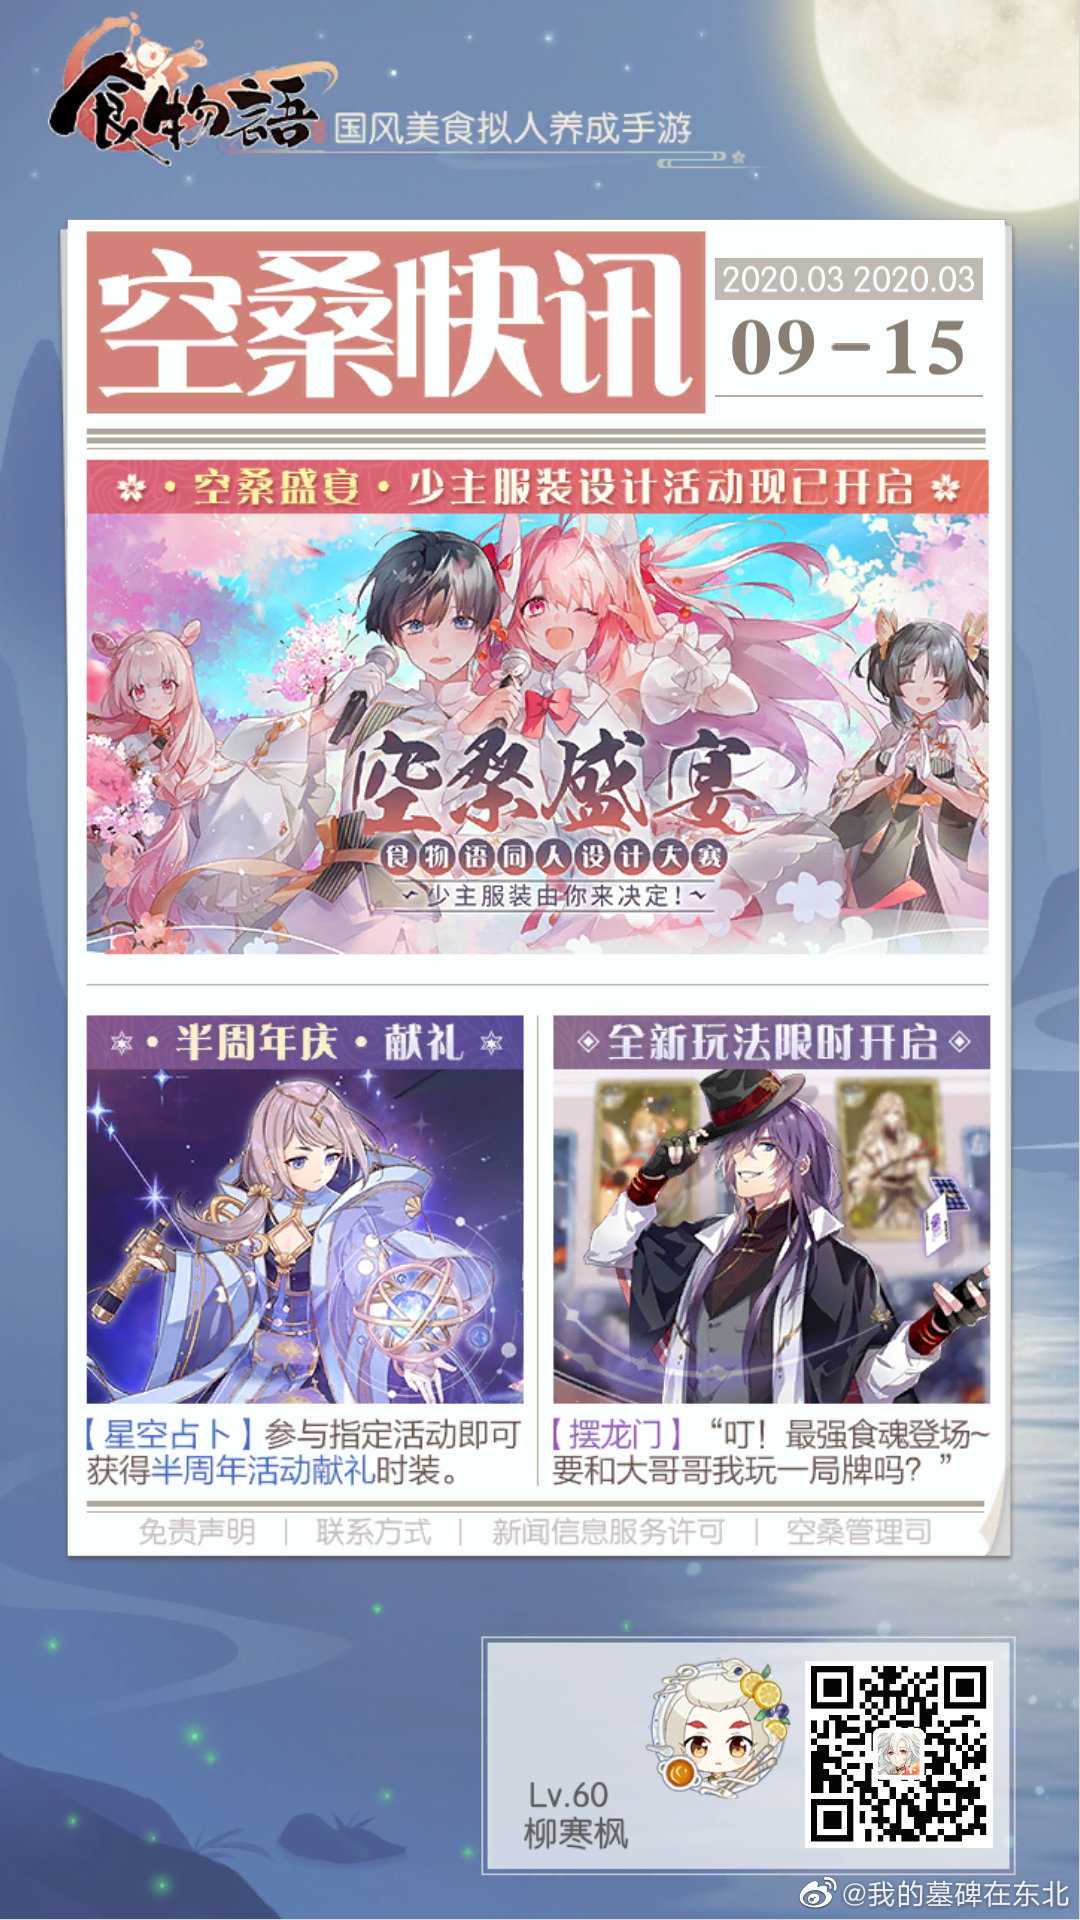 食物語
国风美食拟人养成手游
空桑快讯
2020.03 2020.03
09-15
·空桑盛宴·少主服装设计活动现已开启
空桑盛宴
食物语同人设计大赛
~少主服装由你来决定!~
·半周年庆·献礼
全新玩法限时开启
【星空占卜】参与指定活动即可
获得半周年活动献礼时装。
【摆龙门】“叮！最强食魂登场~
要和大哥哥我玩一局牌吗？”
免责声明 | 联系方式 | 新闻信息服务许可 | 空桑管理司
Lv.60
柳寒枫
@我的墓碑在东北